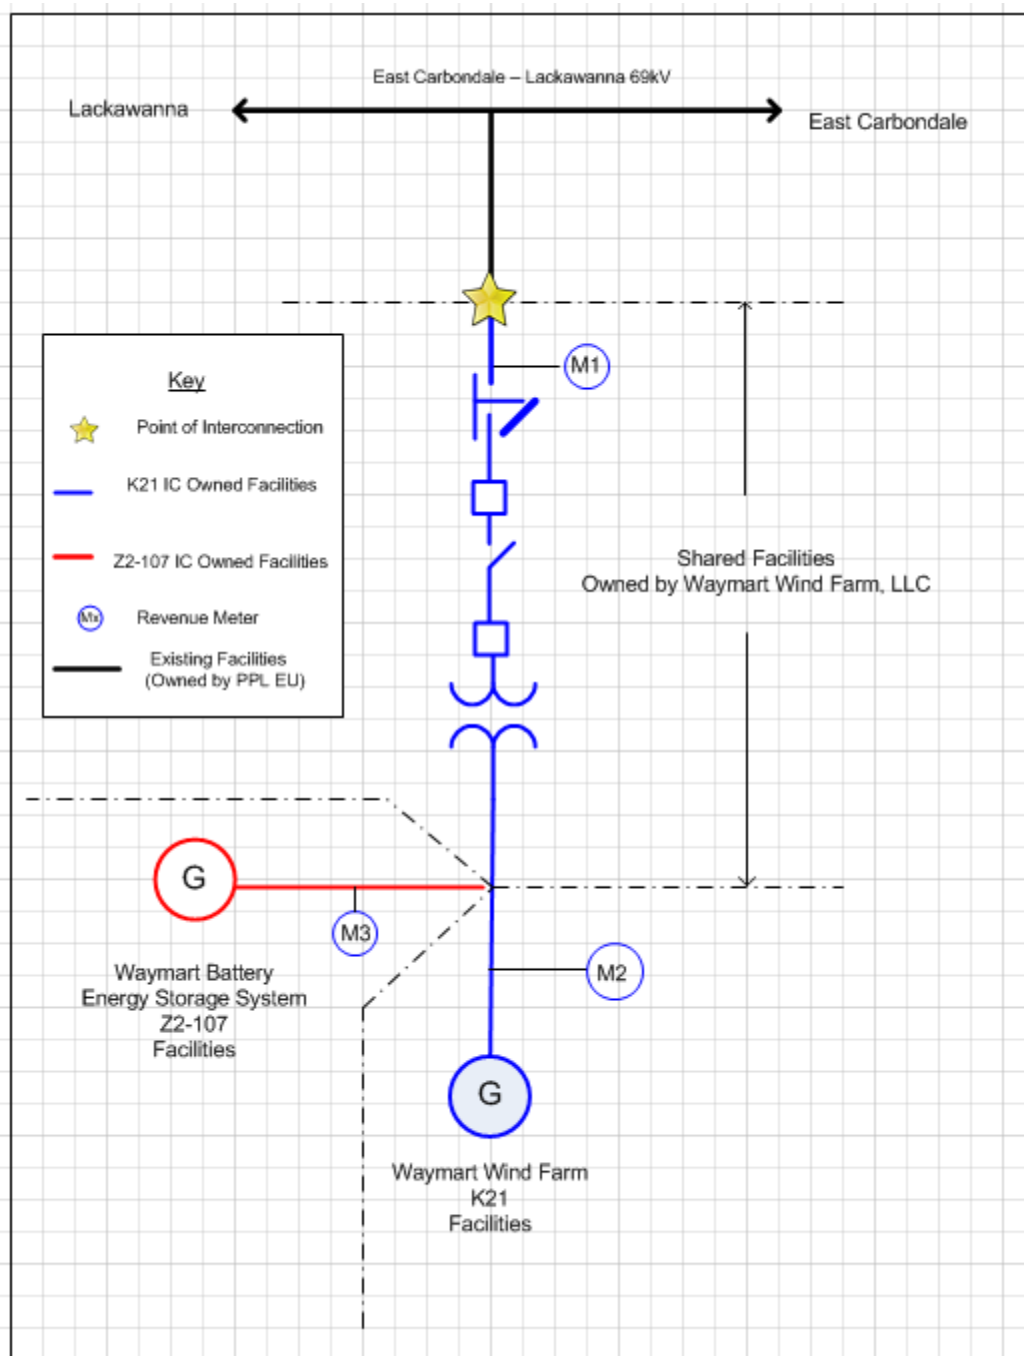 East Carbondale – Lackawanna 69kV
Lackawanna
East Carbondale
M1
Key
Point of Interconnection
K21 IC Owned Facilities
Z2-107 IC Owned Facilities
Mx
Revenue Meter
Existing Facilities
(Owned by PPL EU)
Shared Facilities
Owned by Waymart Wind Farm, LLC
G
M3
Waymart Battery
Energy Storage System
Z2-107
Facilities
M2
G
Waymart Wind Farm
K21
Facilities